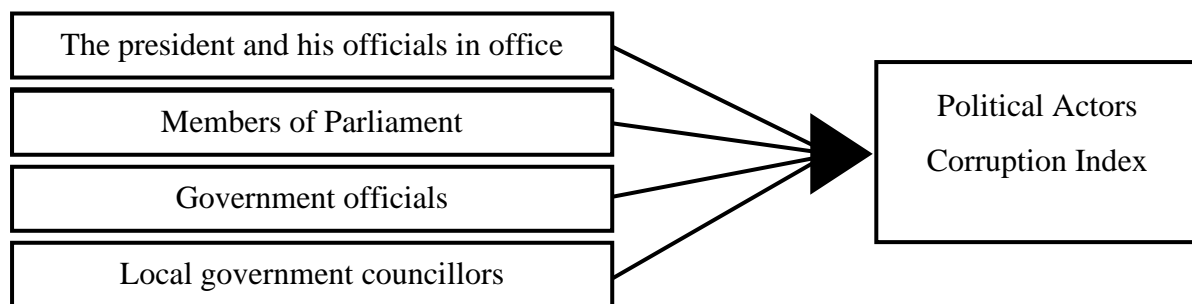 The president and his officials in office
Members of Parliament
Government officials
Local government councillors
Political Actors
Corruption Index